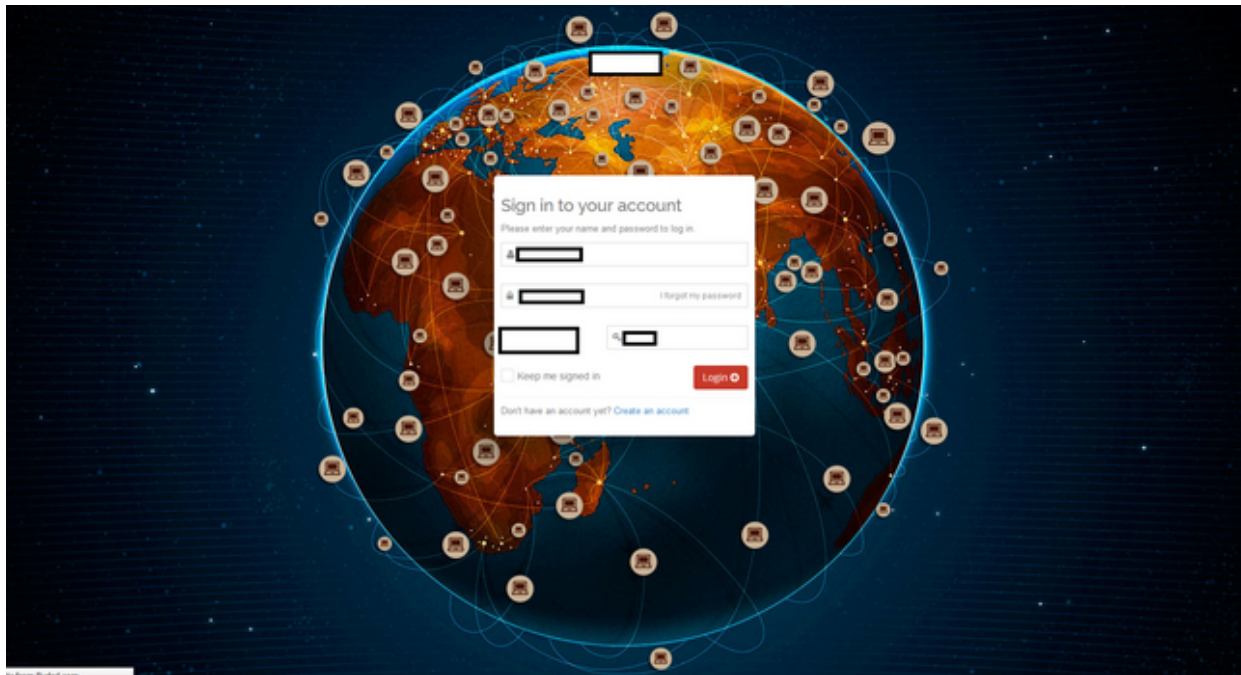 Sign in to your account
Please enter your name and password to log in.
I forgot my password
Keep me signed in
Login
Don't have an account yet? Create an account